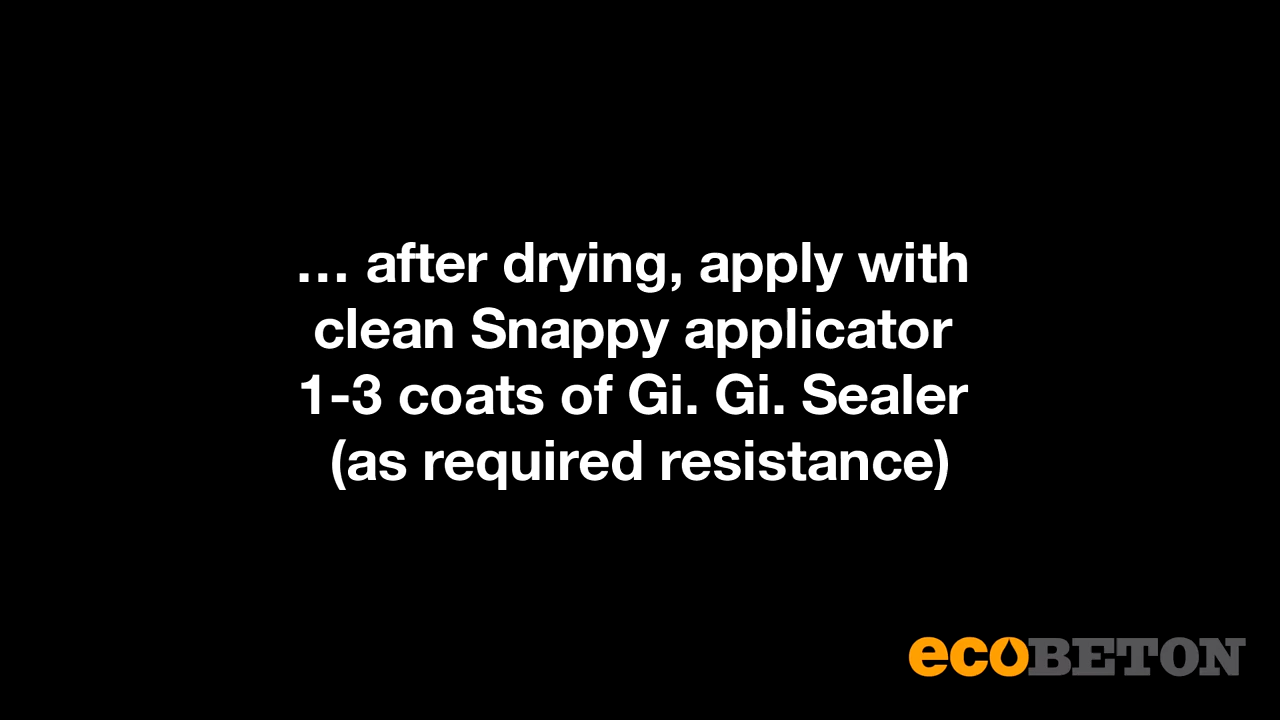 … after drying, apply with
clean Snappy applicator
1-3 coats of Gi. Gi. Sealer
(as required resistance)
ecoBETON